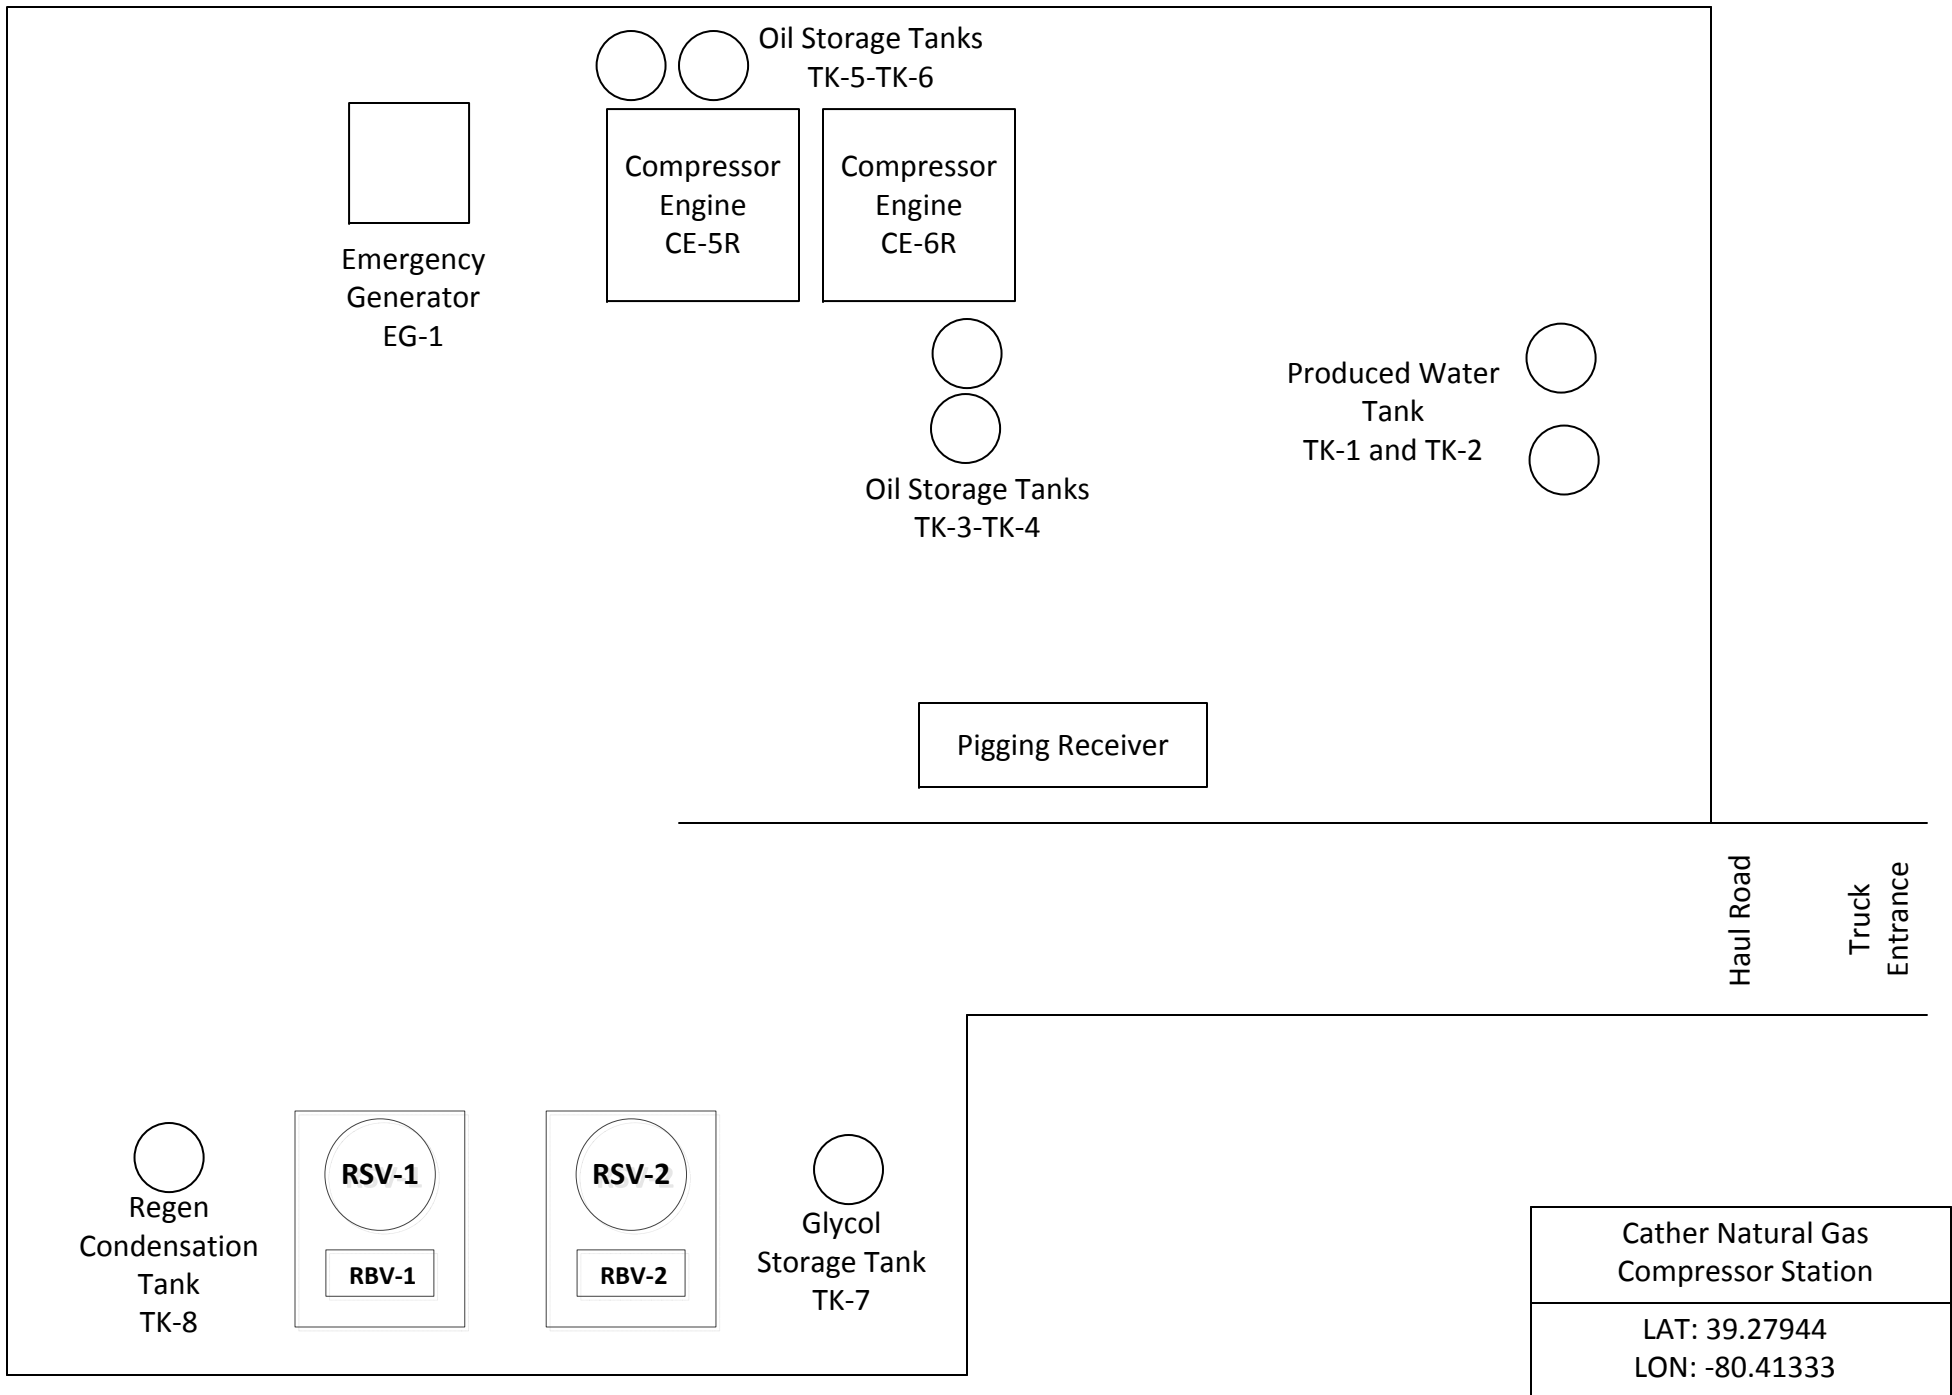 Oil Storage Tanks
TK-5-TK-6
Compressor
Engine
CE-5R
Compressor
Engine
CE-6R
Emergency
Generator
EG-1
Produced Water
Tank
TK-1 and TK-2
Oil Storage Tanks
TK-3-TK-4
Pigging Receiver
Haul Road
Truck
Entrance
Regen
Condensation
Tank
TK-8
RSV-1
RBV-1
RSV-2
RBV-2
Glycol
Storage Tank
TK-7
Cather Natural Gas
Compressor Station
LAT: 39.27944
LON: -80.41333